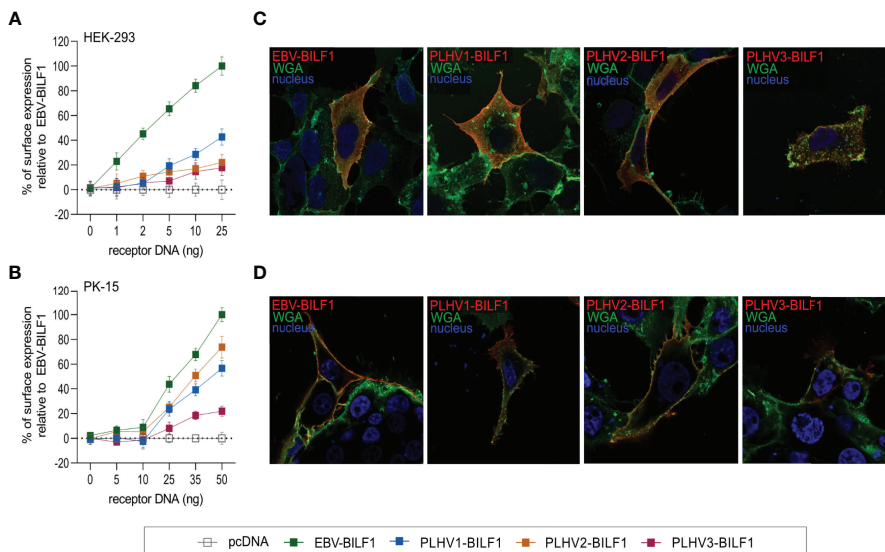 A
HEK-293
% of surface expression
relative to EBV-BILF1
120
100
80
60
40
20
0
-20
0 1 2 5 10 25
receptor DNA (ng)
B
PK-15
% of surface expression
relative to EBV-BILF1
120
100
80
60
40
20
0
-20
0 5 10 25 35 50
receptor DNA (ng)
C
EBV-BILF1
WGA
nucleus
PLHV1-BILF1
WGA
nucleus
PLHV2-BILF1
WGA
nucleus
PLHV3-BILF1
WGA
nucleus
D
EBV-BILF1
WGA
nucleus
PLHV1-BILF1
WGA
nucleus
PLHV2-BILF1
WGA
nucleus
PLHV3-BILF1
WGA
nucleus
pcDNA EBV-BILF1 PLHV1-BILF1 PLHV2-BILF1 PLHV3-BILF1